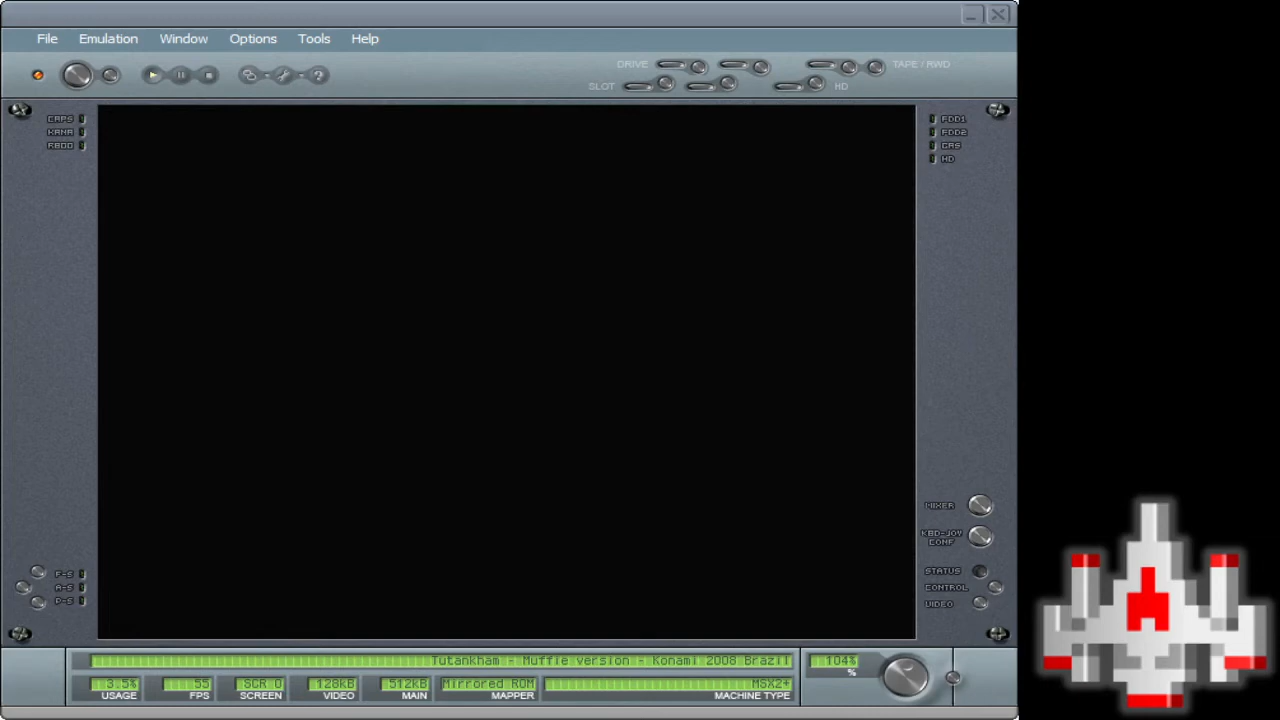 File Emulation Window Options Tools Help
DRIVE TAPE / RWD
SLOT HD
CAPS FDD1
KANA FDD2
CAS
HD
MIXER
KBD-JOY
CONF
STATUS
F-S
CONTROL
A-S
P-S VIDEO
Tutankham - Muffie version - Konami 2008 Brazil 104%
%
3.5% 55 SCR 0 128kB 512kB Mirrored ROM MSX2+
USAGE FPS SCREEN VIDEO MAIN MAPPER MACHINE TYPE